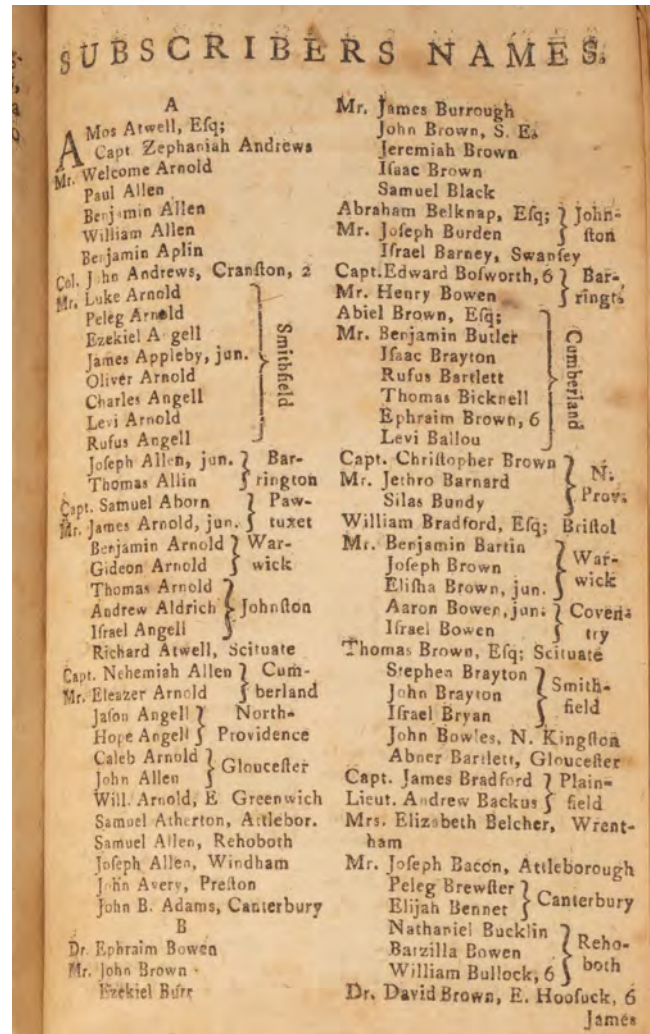 SUBSCRIBERS NAMES.
A
AMos Atwell, Eſq;
Capt Zephaniah Andrews
Mr. Welcome Arnold
Paul Allen
Benjamin Allen
William Allen
Benjamin Aplin
Col. John Andrews, Cranſton, 2
Mr. Luke Arnold
Peleg Arnold
Ezekiel A gell
James Appleby, jun.
Oliver Arnold
Charles Angell
Levi Arnold
Rufus Angell
Smithfield
Joſeph Allen, jun. } Bar-
Thomas Allin } rington
Capt. Samuel Aborn } Paw-
Mr. James Arnold, jun. } tuxet
Benjamin Arnold } War-
Gideon Arnold } wick
Thomas Arnold
Andrew Aldrich } Johnſton
Iſrael Angell
Richard Atwell, Scituate
Capt. Nehemiah Allen } Cum-
Mr. Eleazer Arnold } berland
Jaſon Angell } North-
Hope Angell } Providence
Caleb Arnold } Glouceſter
John Allen
Will. Arnold, E Greenwich
Samuel Atherton, Attlebor.
Samuel Allen, Rehoboth
Joſeph Allen, Windham
John Avery, Preſton
John B. Adams, Canterbury
B
Dr. Ephraim Bowen
Mr. John Brown
Ezekiel Burr
Mr. James Burrough
John Brown, S. E.
Jeremiah Brown
Iſaac Brown
Samuel Black
Abraham Belknap, Eſq; } John-
Mr. Joſeph Borden } ſton
Iſrael Barney, Swanſey
Capt. Edward Boſworth, 6 } Bar-
Mr. Henry Bowen } ringt.
Abiel Brown, Eſq;
Mr. Benjamin Butler
Iſaac Brayton
Rufus Bartlett
Thomas Bicknell
Ephraim Brown, 6
Levi Ballou
Cumberland
Capt. Chriſtopher Brown } N.
Mr. Jethro Barnard } Prov.
Silas Bundy
William Bradford, Eſq; Briſtol
Mr. Benjamin Bartin
Joſeph Brown } War-
Eliſha Brown, jun. } wick
Aaron Bowen, jun. } Coven-
Iſrael Bowen } try
Thomas Brown, Eſq; Scituate
Stephen Brayton
John Brayton } Smith-
Iſrael Bryan } field
John Bowles, N. Kingſton
Abner Bartlett, Glouceſter
Capt. James Bradford } Plain-
Lieut. Andrew Backus } field
Mrs. Elizabeth Belcher, Wrent-
ham
Mr. Joſeph Bacon, Attleborough
Peleg Brewſter } Canterbury
Elijah Bennet
Nathaniel Bucklin
Barzilla Bowen } Reho-
William Bullock, 6 } both
Dr. David Brown, E. Hooſuck, 6
James